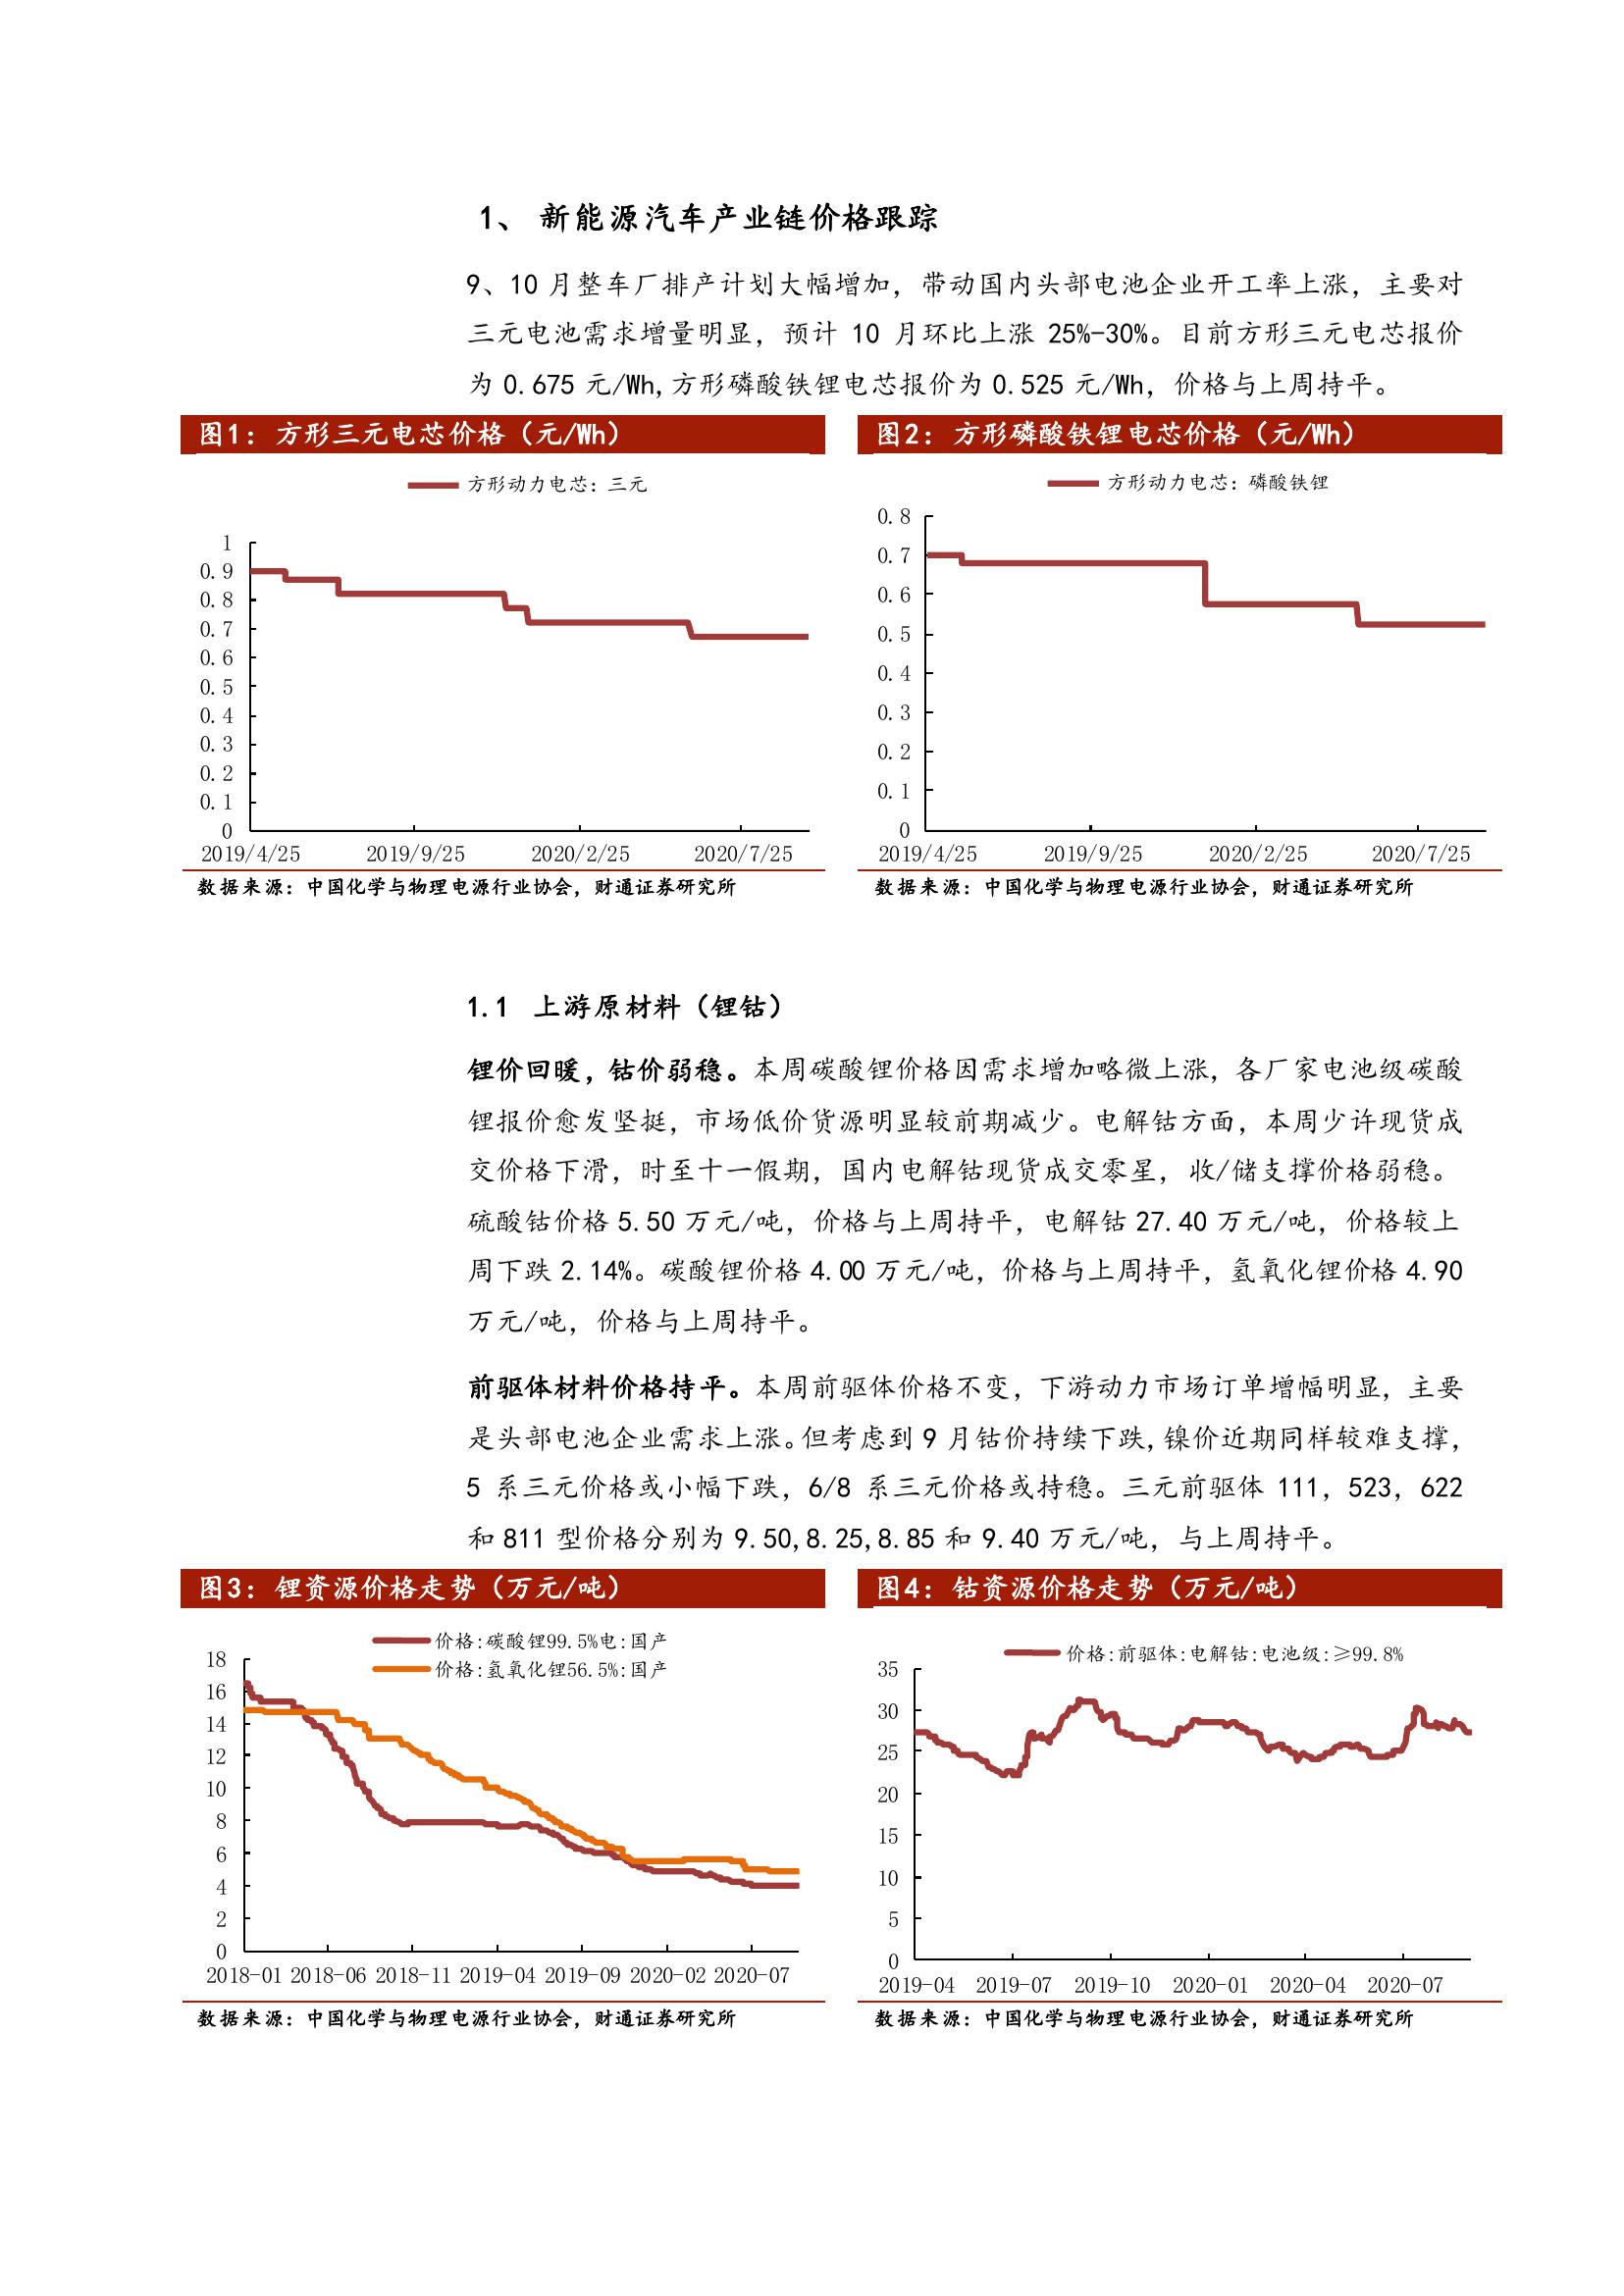 1、 新能源汽车产业链价格跟踪
9、10 月整车厂排产计划大幅增加，带动国内头部电池企业开工率上涨，主要对
三元电池需求增量明显，预计 10 月环比上涨 25%-30%。目前方形三元电芯报价
为 0.675 元/Wh,方形磷酸铁锂电芯报价为 0.525 元/Wh，价格与上周持平。
图1：方形三元电芯价格（元/Wh）
方形动力电芯：三元
1
0.9
0.8
0.7
0.6
0.5
0.4
0.3
0.2
0.1
0
2019/4/25 2019/9/25 2020/2/25 2020/7/25
数据来源：中国化学与物理电源行业协会，财通证券研究所
图2：方形磷酸铁锂电芯价格（元/Wh）
方形动力电芯：磷酸铁锂
0.8
0.7
0.6
0.5
0.4
0.3
0.2
0.1
0
2019/4/25 2019/9/25 2020/2/25 2020/7/25
数据来源：中国化学与物理电源行业协会，财通证券研究所
1.1 上游原材料（锂钴）
锂价回暖，钴价弱稳。本周碳酸锂价格因需求增加略微上涨，各厂家电池级碳酸
锂报价愈发坚挺，市场低价货源明显较前期减少。电解钴方面，本周少许现货成
交价格下滑，时至十一假期，国内电解钴现货成交零星，收/储支撑价格弱稳。
硫酸钴价格 5.50 万元/吨，价格与上周持平，电解钴 27.40 万元/吨，价格较上
周下跌 2.14%。碳酸锂价格 4.00 万元/吨，价格与上周持平，氢氧化锂价格 4.90
万元/吨，价格与上周持平。
前驱体材料价格持平。本周前驱体价格不变，下游动力市场订单增幅明显，主要
是头部电池企业需求上涨。但考虑到 9 月钴价持续下跌，镍价近期同样较难支撑，
5 系三元价格或小幅下跌，6/8 系三元价格或持稳。三元前驱体 111，523，622
和 811 型价格分别为 9.50,8.25,8.85 和 9.40 万元/吨，与上周持平。
图3：锂资源价格走势（万元/吨）
价格:碳酸锂99.5%电:国产
价格:氢氧化锂56.5%:国产
18
16
14
12
10
8
6
4
2
0
2018-01 2018-06 2018-11 2019-04 2019-09 2020-02 2020-07
数据来源：中国化学与物理电源行业协会，财通证券研究所
图4：钴资源价格走势（万元/吨）
价格:前驱体:电解钴:电池级:≥99.8%
35
30
25
20
15
10
5
0
2019-04 2019-07 2019-10 2020-01 2020-04 2020-07
数据来源：中国化学与物理电源行业协会，财通证券研究所